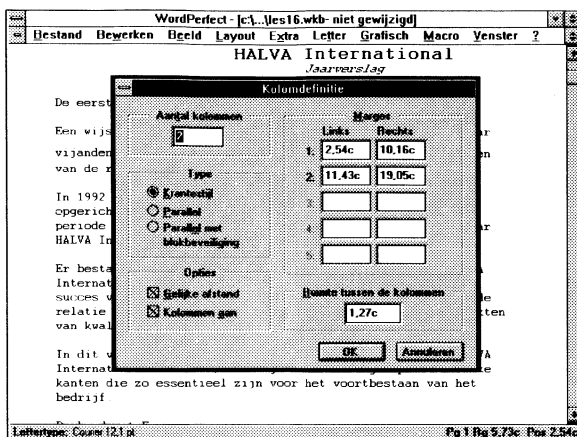 WordPerfect - [c:\...\les16.wkb- niet gewijzigd]
Bestand Bewerken Beeld Layout Extra Letter Grafisch Macro Venster ?
HALVA International
Jaarverslag
Kolomdefinitie
De eerst
Een wijs
vijanden
van de r
In 1992
opgerich
periode
HALVA In
Er besta
Internat
succes v
relatie
van kwal
In dit v
Internat
Aantal kolommen
2
Type
Krantestijl
Parallel
Parallel met
blokbeveiliging
Opties
Gelijke afstand
Kolommen aan
Marges
Links Rechts
1. 2,54c 10,16c
2. 11,43c 19,05c
3.
4.
5.
Ruimte tussen de kolommen
1,27c
OK Annuleren
kanten die zo essentieel zijn voor het voortbestaan van het
bedrijf
Lettertype: Courier 12,1 pt Pg 1 Rg 5,73c Pos 2,54c